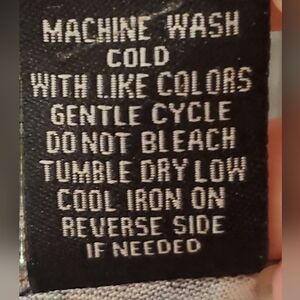 MACHINE WASH
COLD
WITH LIKE COLORS
GENTLE CYCLE
DO NOT BLEACH
TUMBLE DRY LOW
COOL IRON ON
REVERSE SIDE
IF NEEDED